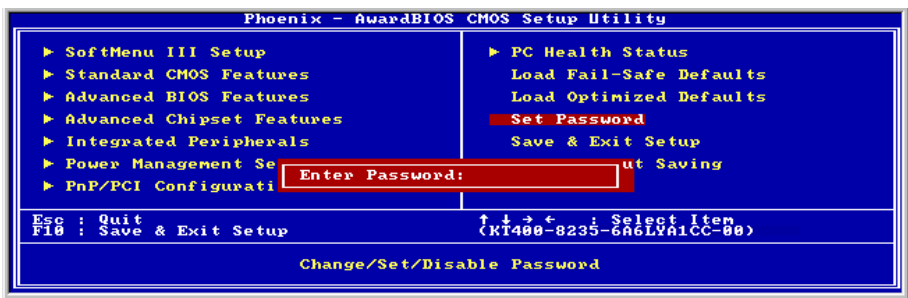 Phoenix - AwardBIOS CMOS Setup Utility
SoftMenu III Setup
Standard CMOS Features
Advanced BIOS Features
Advanced Chipset Features
Integrated Peripherals
Power Management Se
PnP/PCI Configurati
PC Health Status
Load Fail-Safe Defaults
Load Optimized Defaults
Set Password
Save & Exit Setup
ut Saving
Enter Password:
Esc : Quit
F10 : Save & Exit Setup
↑ ↓ → ← : Select Item
(KT400-8235-6A6LYA1CC-00)
Change/Set/Disable Password